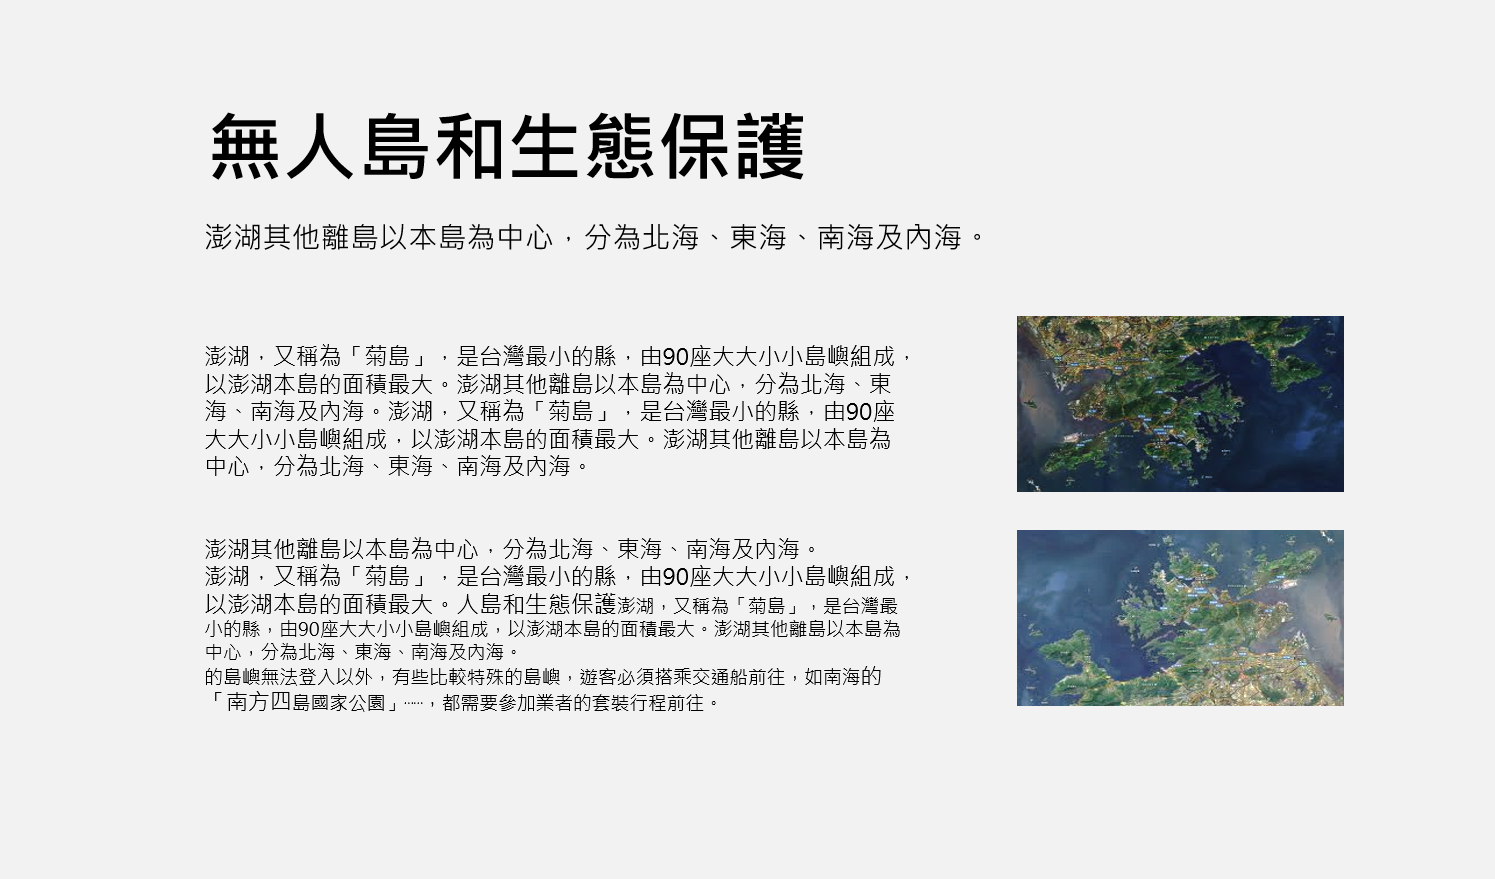 無人島和生態保護
澎湖其他離島以本島為中心，分為北海、東海、南海及內海。
澎湖，又稱為「菊島」，是台灣最小的縣，由90座大大小小島嶼組成，
以澎湖本島的面積最大。澎湖其他離島以本島為中心，分為北海、東
海、南海及內海。澎湖，又稱為「菊島」，是台灣最小的縣，由90座
大大小小島嶼組成，以澎湖本島的面積最大。澎湖其他離島以本島為
中心，分為北海、東海、南海及內海。
澎湖其他離島以本島為中心，分為北海、東海、南海及內海。
澎湖，又稱為「菊島」，是台灣最小的縣，由90座大大小小島嶼組成，
以澎湖本島的面積最大。人島和生態保護澎湖，又稱為「菊島」，是台灣最
小的縣，由90座大大小小島嶼組成，以澎湖本島的面積最大。澎湖其他離島以本島為
中心，分為北海、東海、南海及內海。
的島嶼無法登入以外，有些比較特殊的島嶼，遊客必須搭乘交通船前往，如南海的
「南方四島國家公園」……，都需要參加業者的套裝行程前往。